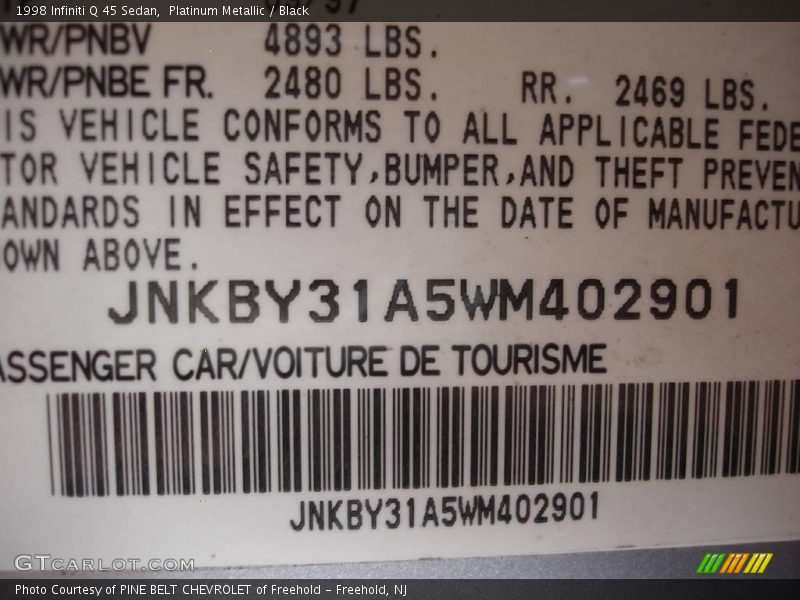 1998 Infiniti Q 45 Sedan,  Platinum Metallic / Black
WR/PNBV 4893 LBS.
WR/PNBE FR. 2480 LBS. RR. 2469 LBS.
IS VEHICLE CONFORMS TO ALL APPLICABLE FEDE
TOR VEHICLE SAFETY,BUMPER,AND THEFT PREVEN
ANDARDS IN EFFECT ON THE DATE OF MANUFACTU
OWN ABOVE.
JNKBY31A5WM402901
ASSENGER CAR/VOITURE DE TOURISME
JNKBY31A5WM402901
GTCarLot.com
Photo Courtesy of PINE BELT CHEVROLET of Freehold – Freehold, NJ